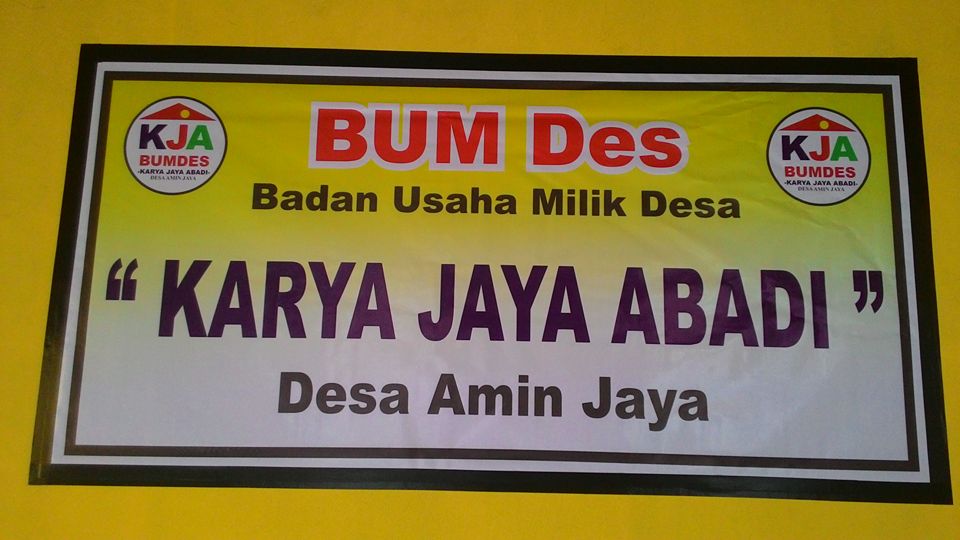 BUM Des
Badan Usaha Milik Desa
“ KARYA JAYA ABADI ”
Desa Amin Jaya
KJA
BUMDES
-KARYA JAYA ABADI-
DESA AMIN JAYA
KJA
BUMDES
-KARYA JAYA ABADI-
DESA AMIN JAYA